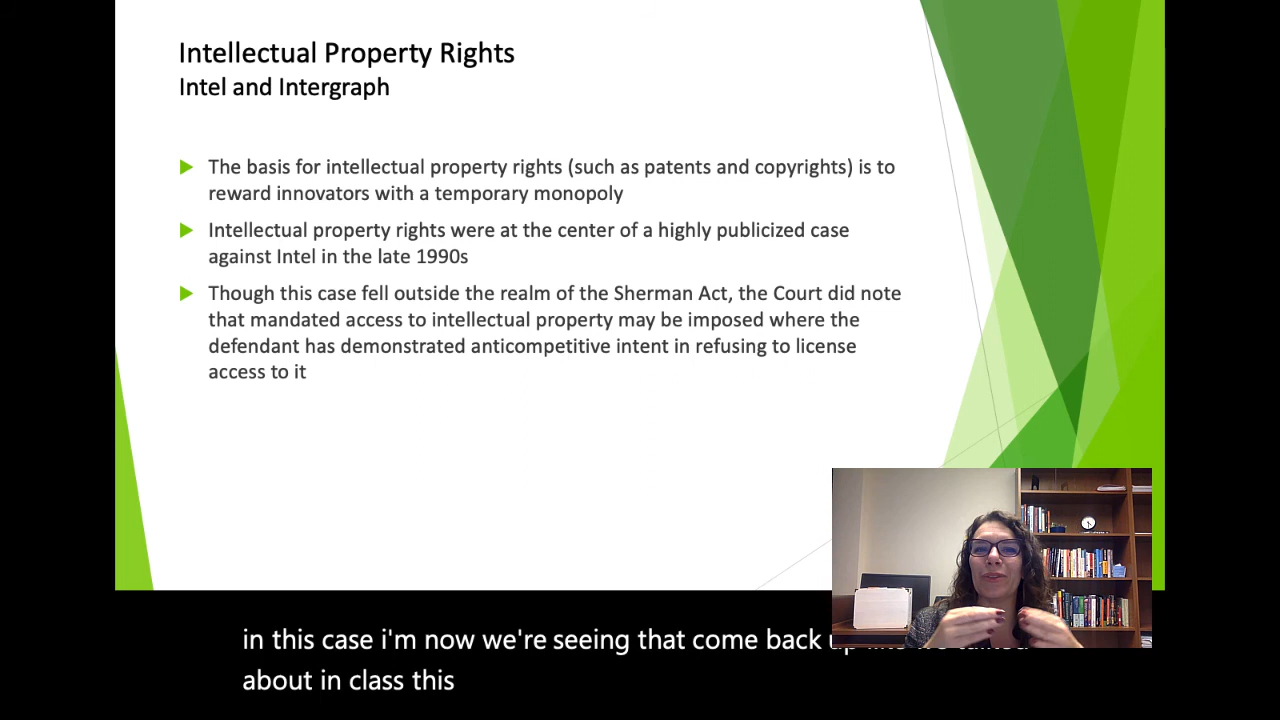 Intellectual Property Rights
Intel and Intergraph
The basis for intellectual property rights (such as patents and copyrights) is to
reward innovators with a temporary monopoly
Intellectual property rights were at the center of a highly publicized case
against Intel in the late 1990s
Though this case fell outside the realm of the Sherman Act, the Court did note
that mandated access to intellectual property may be imposed where the
defendant has demonstrated anticompetitive intent in refusing to license
access to it
in this case i'm now we're seeing that come back
about in class this